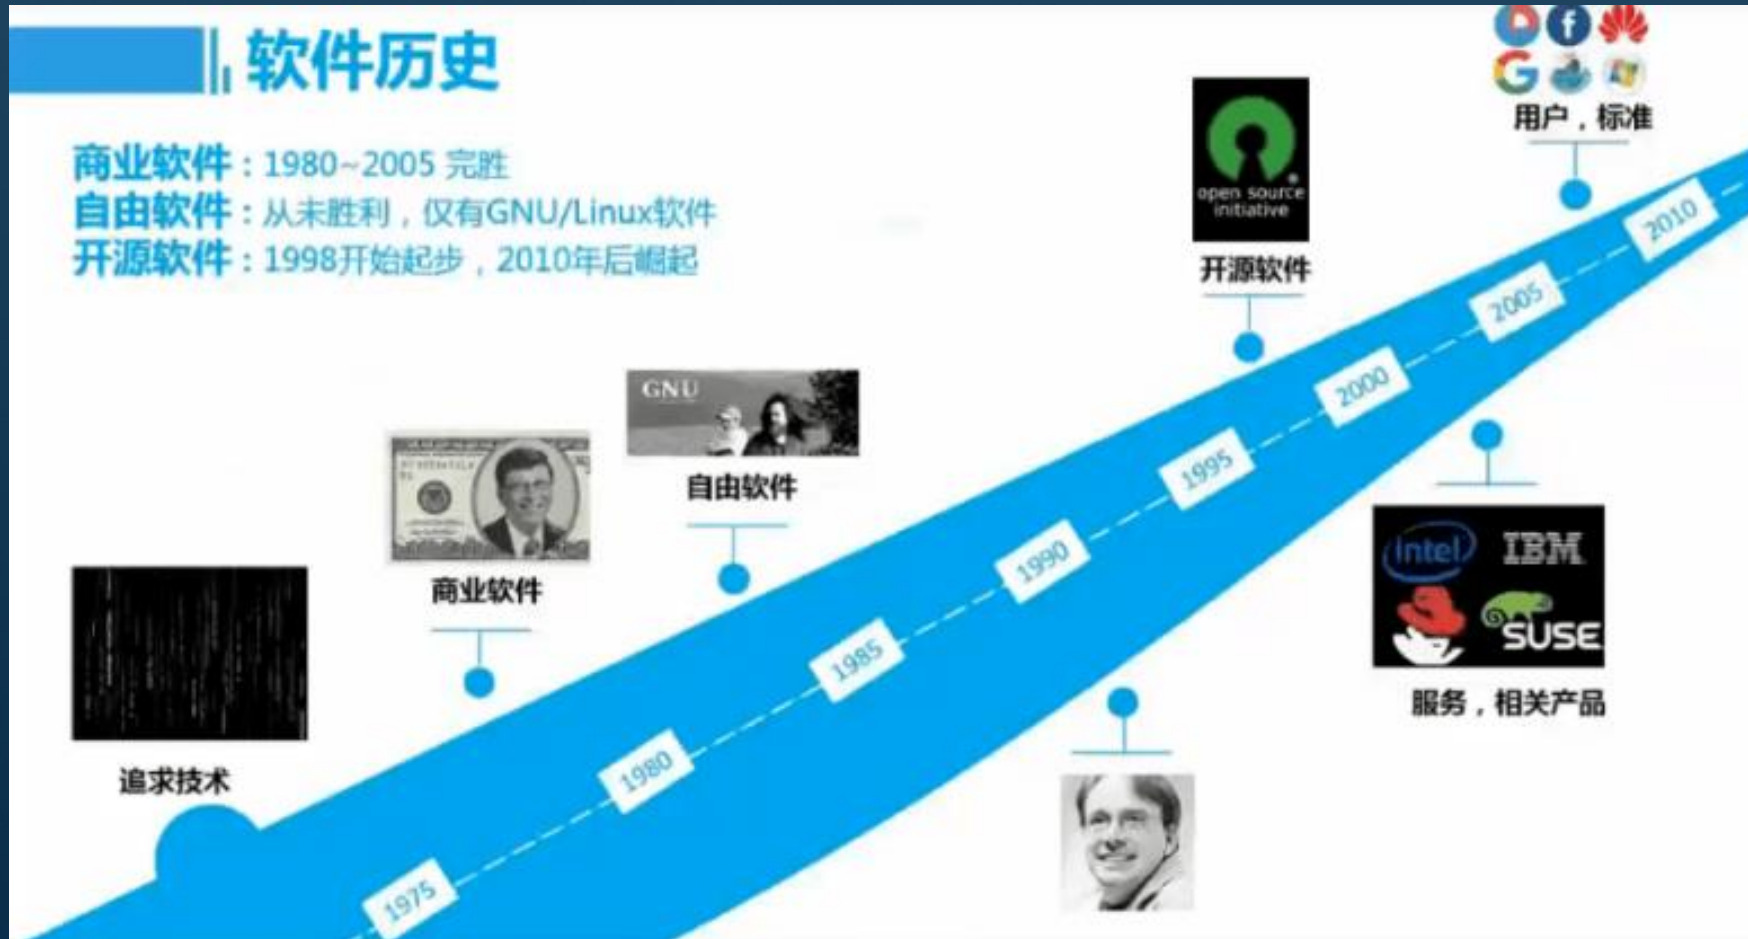 软件历史
商业软件：1980~2005 完胜
自由软件：从未胜利，仅有GNU/Linux软件
开源软件：1998开始起步，2010年后崛起
追求技术
商业软件
GNU
自由软件
open source
initiative
开源软件
用户，标准
1975
1980
1985
1990
1995
2000
2005
2010
intel
IBM
SUSE
服务，相关产品